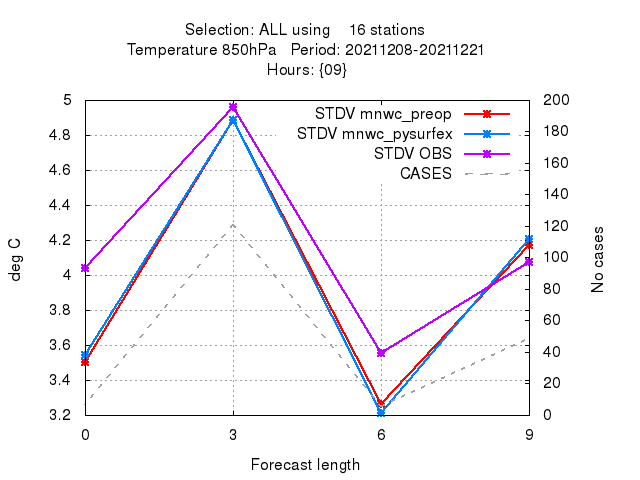 Selection: ALL using 16 stations
Temperature 850hPa Period: 20211208-20211221
Hours: {09}
STDV mnwc_preop
STDV mnwc_pysurfex
STDV OBS
CASES
deg C
5
4.8
4.6
4.4
4.2
4
3.8
3.6
3.4
3.2
200
180
160
140
120
100
80
60
40
20
0
No cases
0 3 6 9
Forecast length